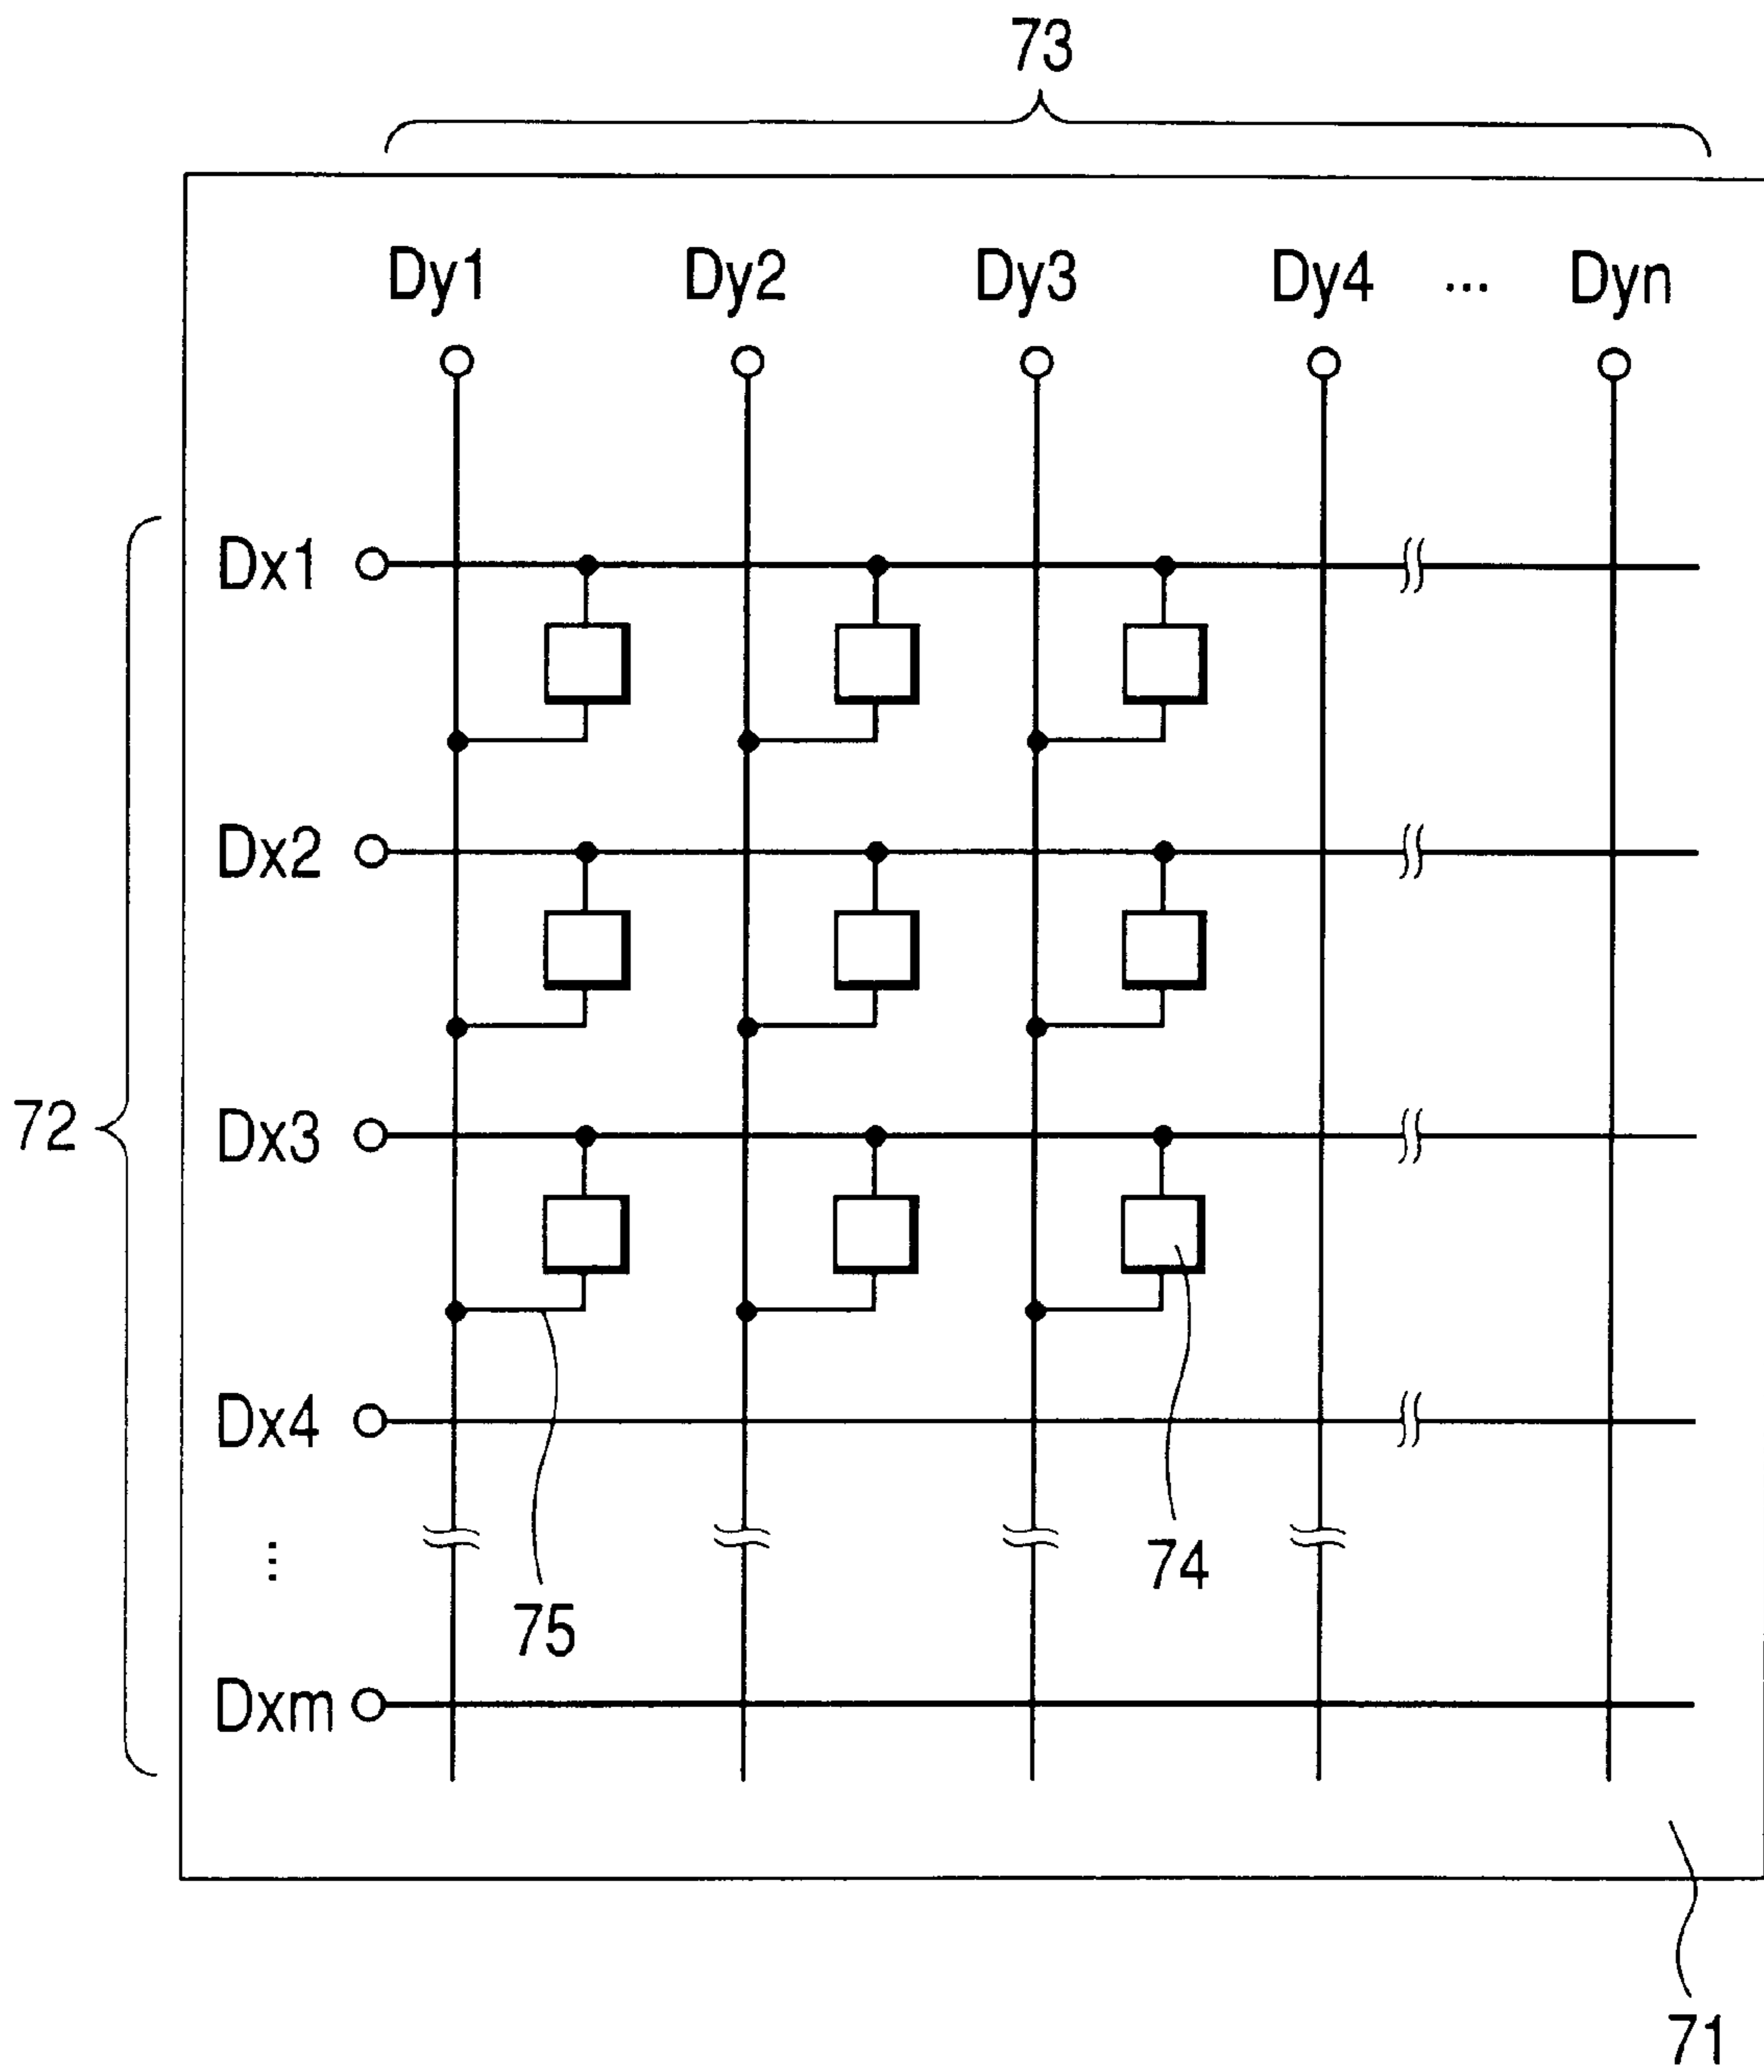 73
Dy1 Dy2 Dy3 Dy4 ... Dyn
Dx1
Dx2
72
Dx3
Dx4
74
...
75
Dxm
71